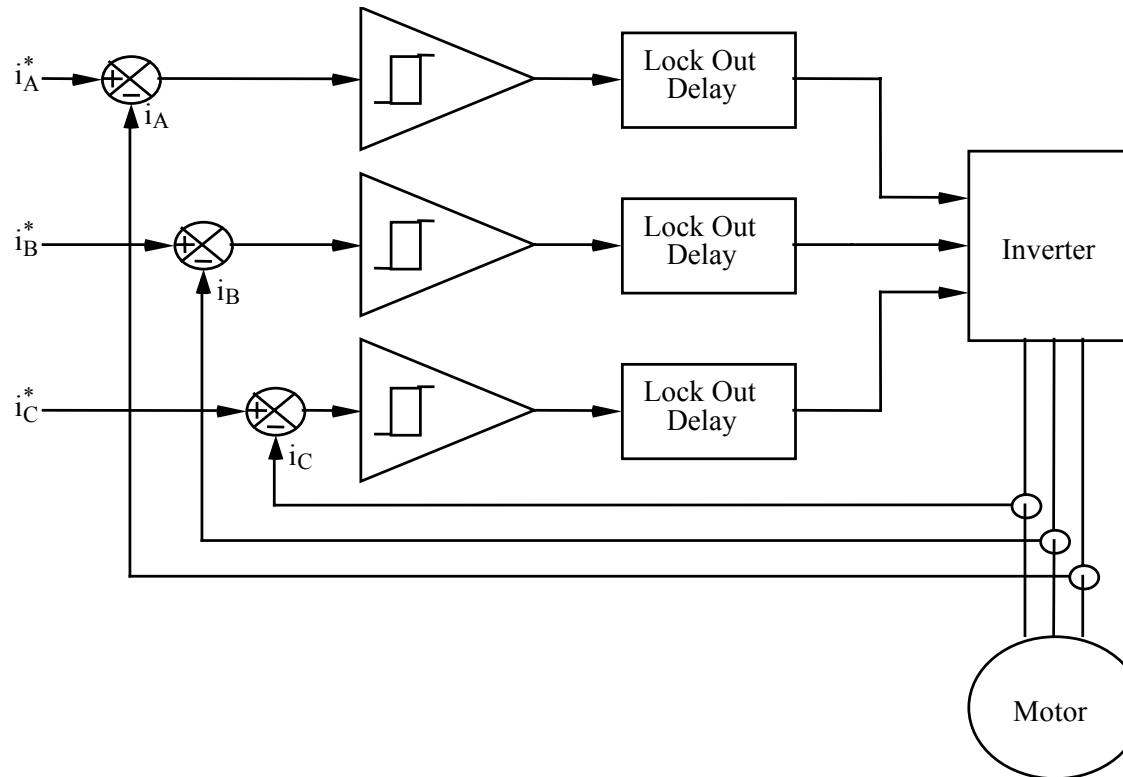 i*A
+
−
iA
Lock Out
Delay
i*B
+
−
iB
Lock Out
Delay
Inverter
i*C
+
−
iC
Lock Out
Delay
Motor